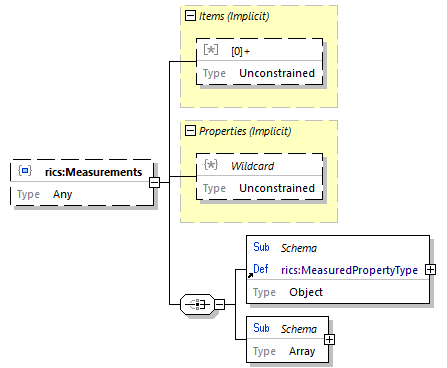 Items (Implicit)
[0]+
Type Unconstrained
Properties (Implicit)
Wildcard
Type Unconstrained
rics:Measurements
Type Any
Sub Schema
Def rics:MeasuredPropertyType
Type Object
Sub Schema
Type Array